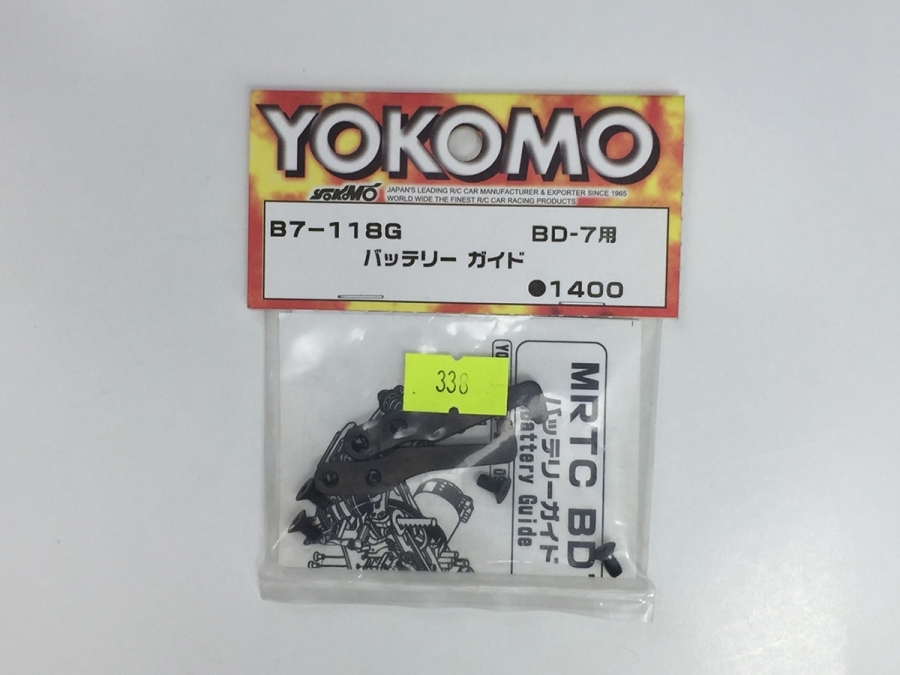 YOKOMO
YOKOMO
JAPAN'S LEADING R/C CAR MANUFACTURER & EXPORTER SINCE 1965
WORLD WIDE THE FINEST R/C CAR RACING PRODUCTS
B7-118G BD-7用
バッテリー ガイド
●1400
338
MRTC BD
バッテリーガイド
Battery Guide